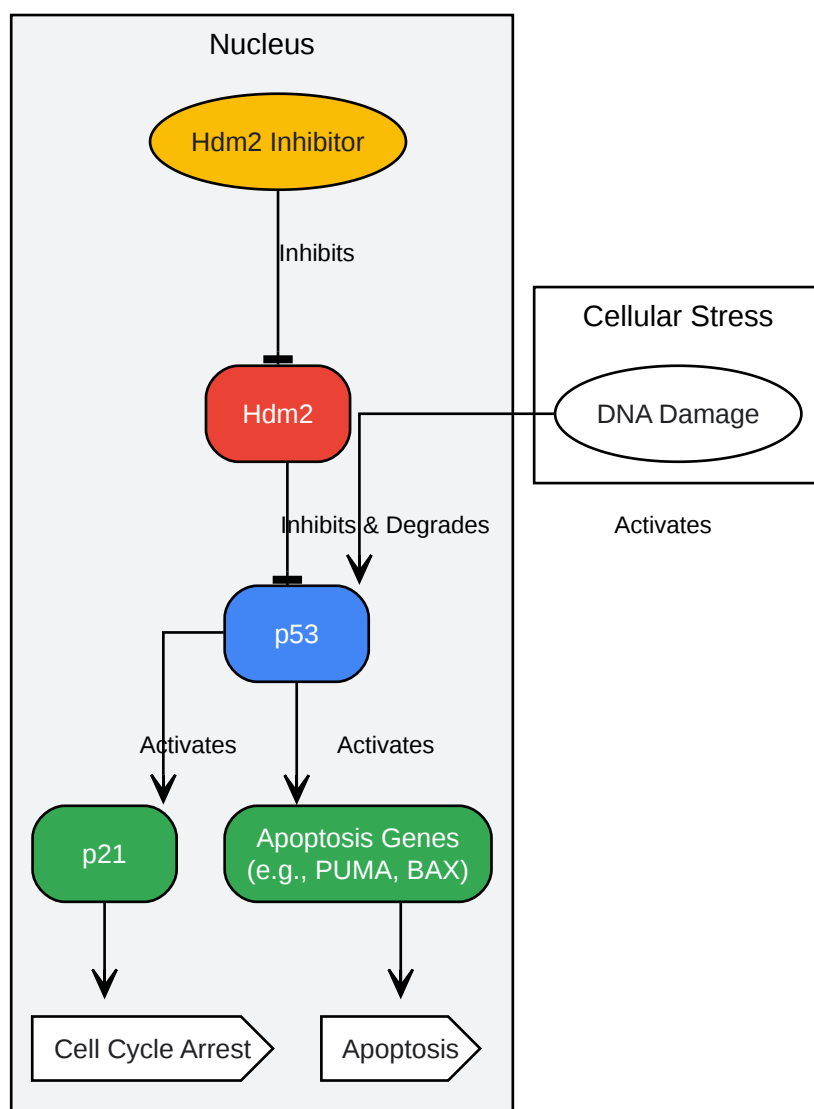 Nucleus
Hdm2 Inhibitor
Inhibits
Cellular Stress
Hdm2
DNA Damage
Inhibits & Degrades
Activates
p53
Activates
Activates
p21
Apoptosis Genes
(e.g., PUMA, BAX)
Cell Cycle Arrest
Apoptosis